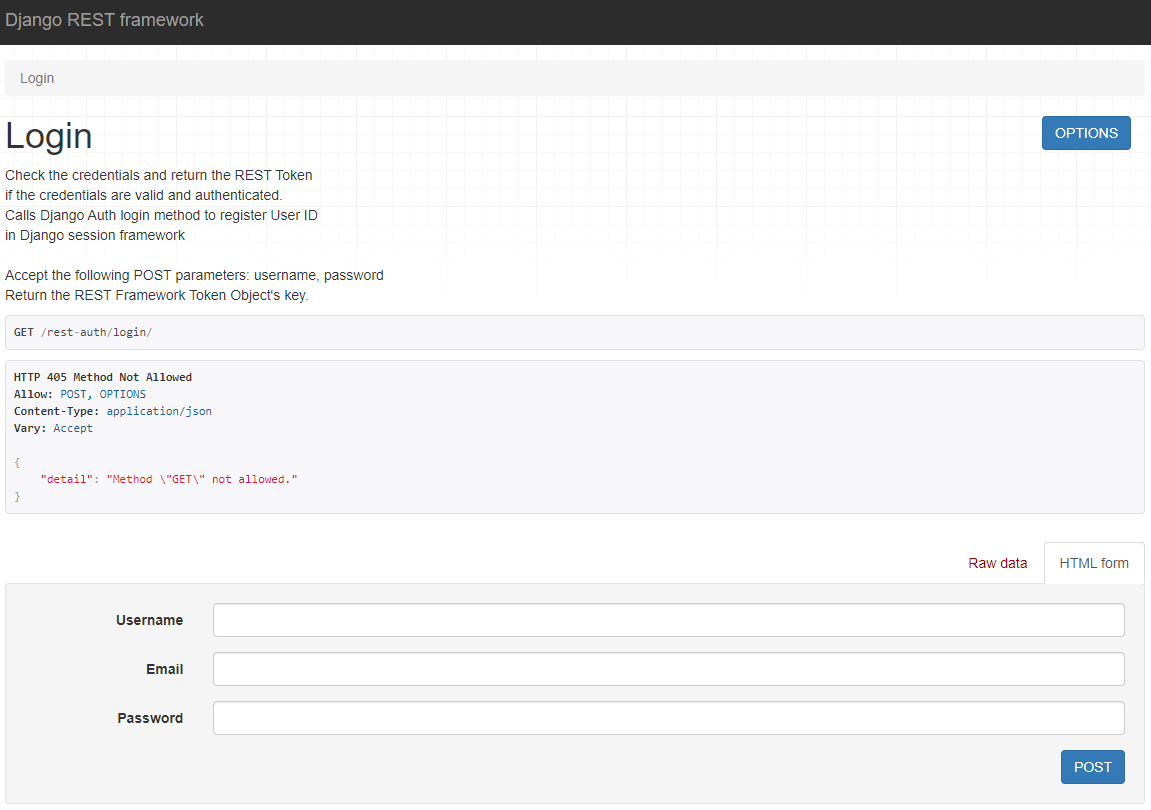 Django REST framework
Login
Login
OPTIONS
Check the credentials and return the REST Token
if the credentials are valid and authenticated.
Calls Django Auth login method to register User ID
in Django session framework
Accept the following POST parameters: username, password
Return the REST Framework Token Object's key.
GET /rest-auth/login/
HTTP 405 Method Not Allowed
Allow: POST, OPTIONS
Content-Type: application/json
Vary: Accept
{
    "detail": "Method \"GET\" not allowed."
}
Raw data
HTML form
Username
Email
Password
POST